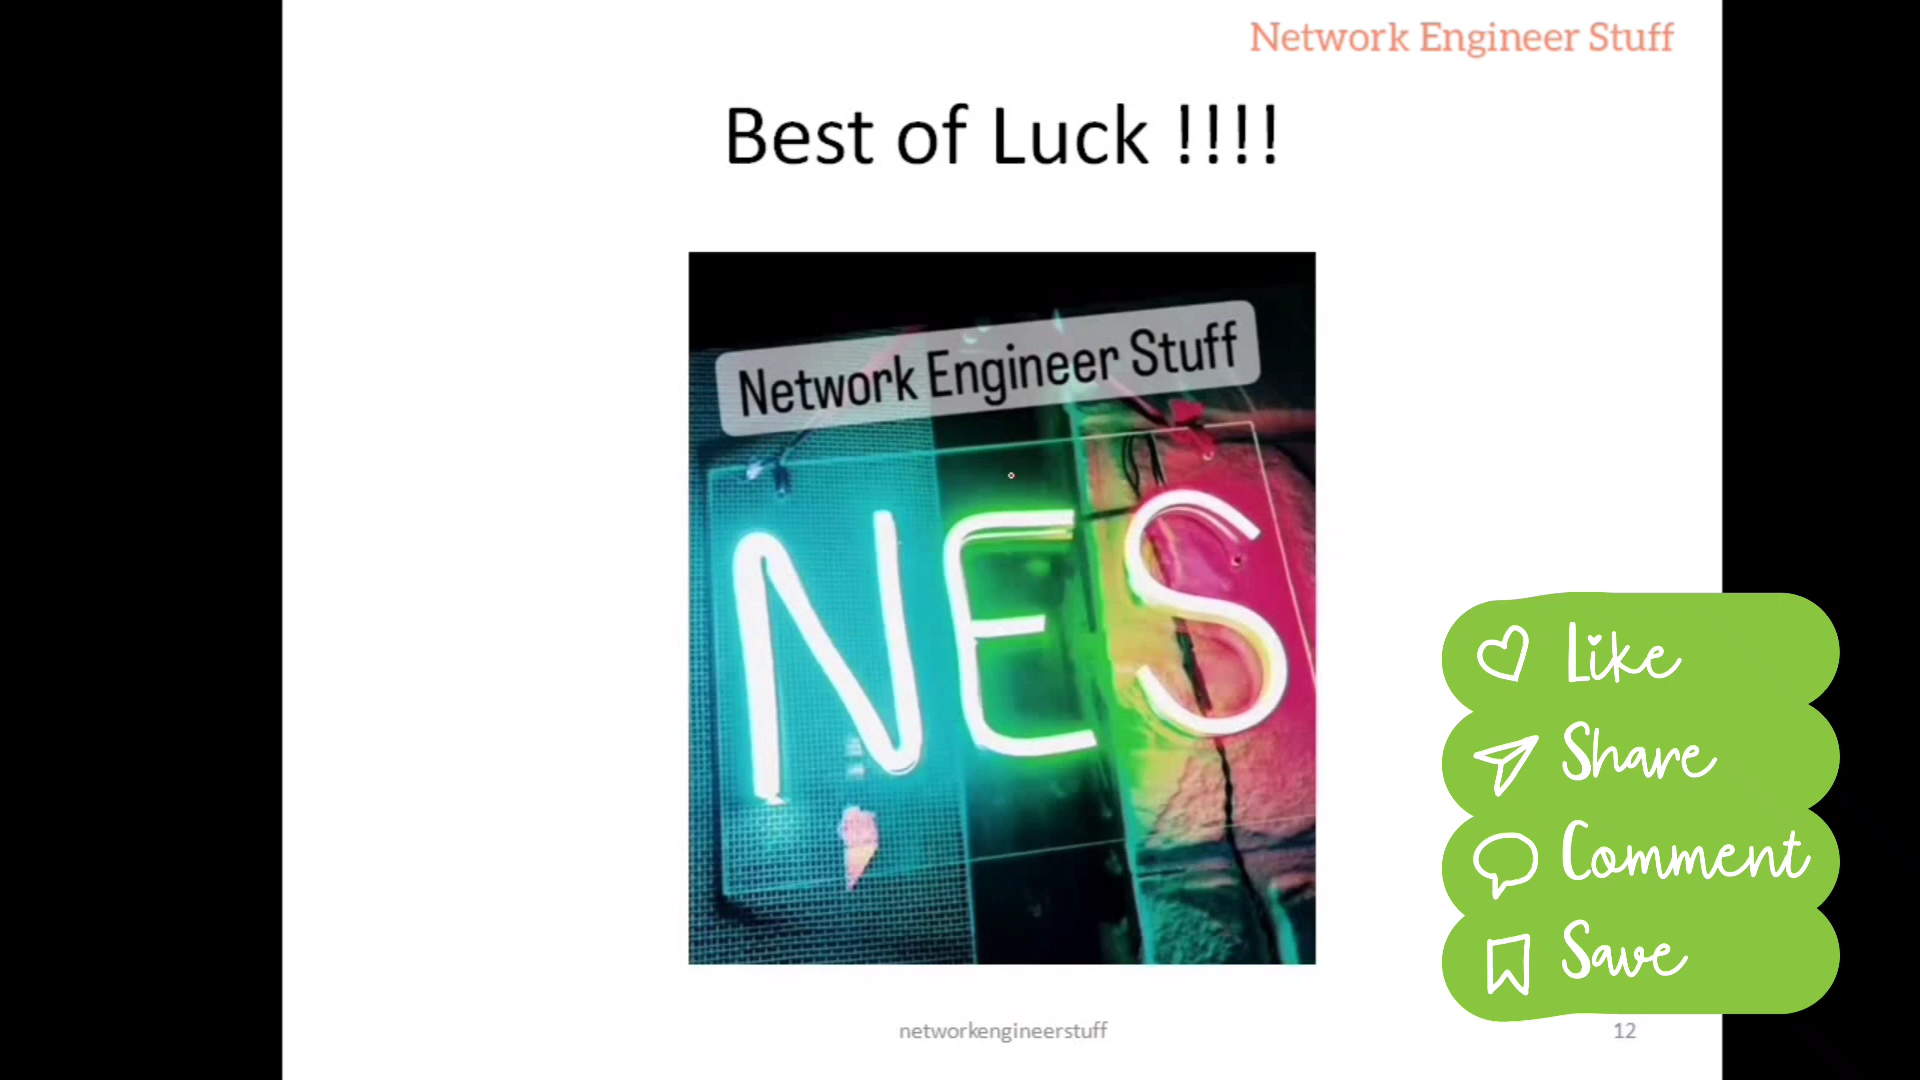 Network Engineer Stuff
Best of Luck !!!!
Network Engineer Stuff
NES
Like
Share
Comment
Save
networkengineerstuff
12